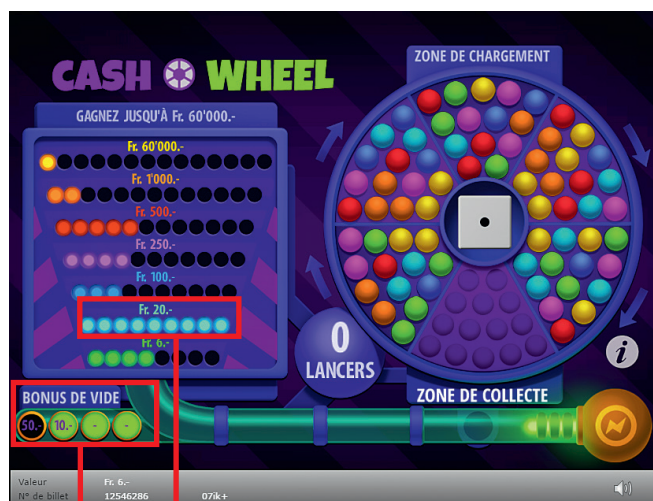 CASH WHEEL
ZONE DE CHARGEMENT
GAGNEZ JUSQU'À Fr. 60'000.-
Fr. 60'000.-
Fr. 1'000.-
Fr. 500.-
Fr. 250.-
Fr. 100.-
Fr. 20.-
Fr. 6.-
0
LANCERS
i
BONUS DE VIDE
50.- 10.- - -
ZONE DE COLLECTE
Valeur Fr. 6.-
N° de billet 12546286 07ik+